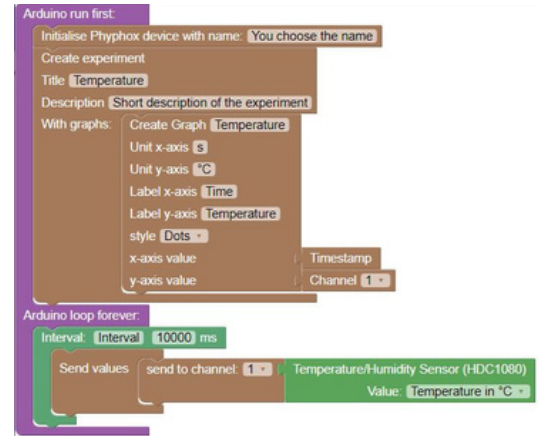 Arduino run first:
Initialise Phyphox device with name: You choose the name
Create experiment
Title Temperature
Description Short description of the experiment
With graphs: Create Graph Temperature
Unit x-axis s
Unit y-axis °C
Label x-axis Time
Label y-axis Temperature
style Dots
x-axis value Timestamp
y-axis value Channel 1
Arduino loop forever:
Interval: Interval 10000 ms
Send values send to channel: 1 Temperature/Humidity Sensor (HDC1080)
Value: Temperature in °C